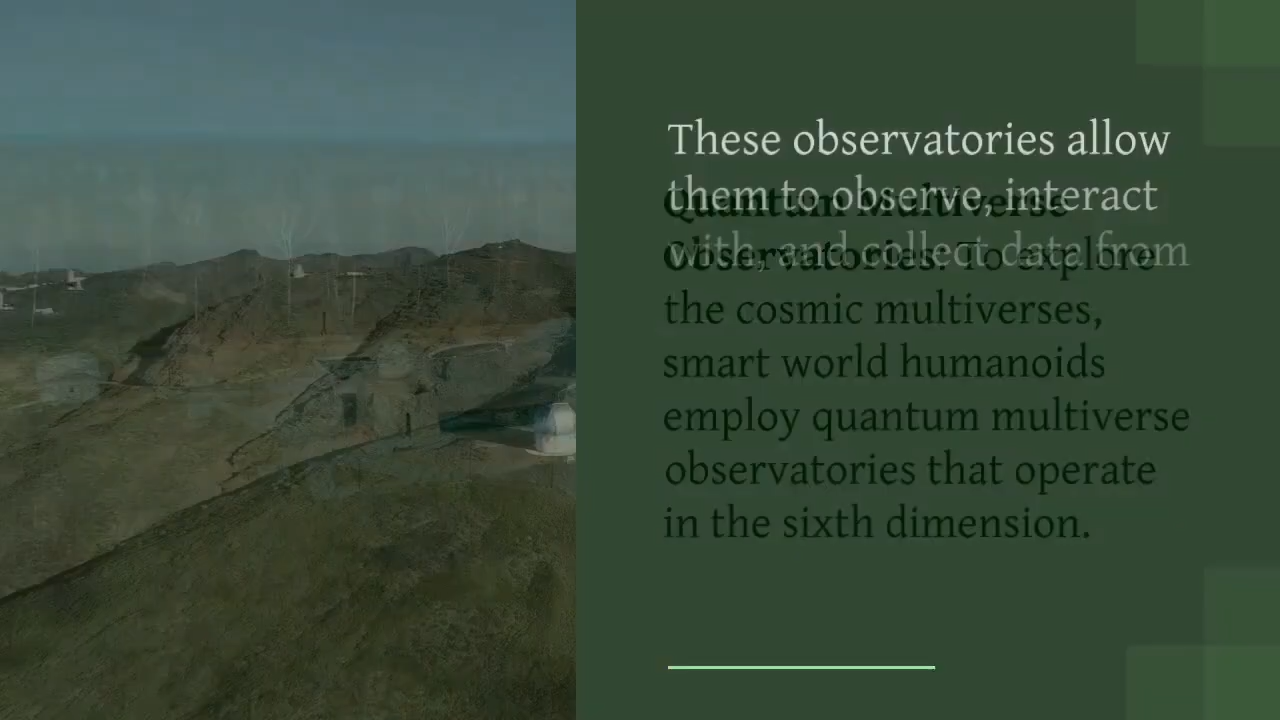 These observatories allow
them to observe, interact
with, and collect data from
Quantum Multiverse
Observatories: To explore
the cosmic multiverses,
smart world humanoids
employ quantum multiverse
observatories that operate
in the sixth dimension.